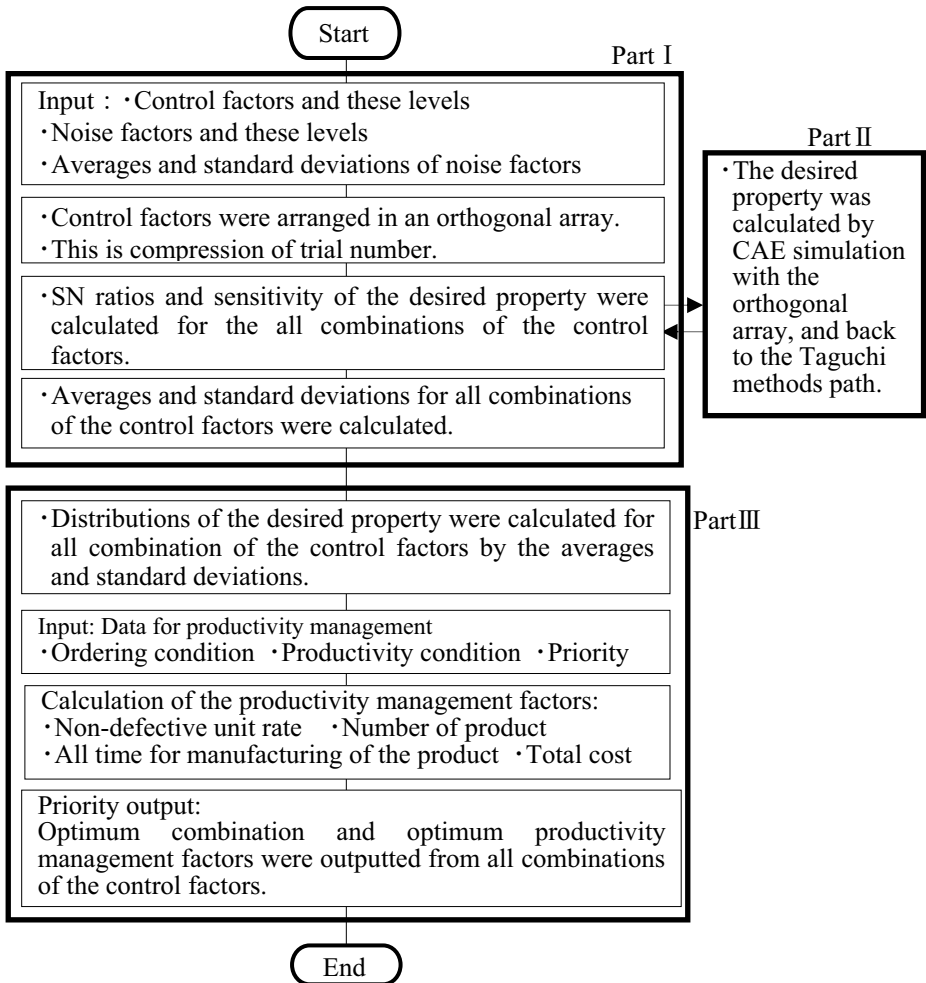 Start
Part Ⅰ
Input : ・Control factors and these levels
・Noise factors and these levels
・Averages and standard deviations of noise factors
・Control factors were arranged in an orthogonal array.
・This is compression of trial number.
・SN ratios and sensitivity of the desired property were
calculated for the all combinations of the control
factors.
・Averages and standard deviations for all combinations
of the control factors were calculated.
Part Ⅱ
・The desired
property was
calculated by
CAE simulation
with the
orthogonal
array, and back
to the Taguchi
methods path.
Part Ⅲ
・Distributions of the desired property were calculated for
all combination of the control factors by the averages
and standard deviations.
Input: Data for productivity management
・Ordering condition ・Productivity condition ・Priority
Calculation of the productivity management factors:
・Non-defective unit rate ・Number of product
・All time for manufacturing of the product ・Total cost
Priority output:
Optimum combination and optimum productivity
management factors were outputted from all combinations
of the control factors.
End